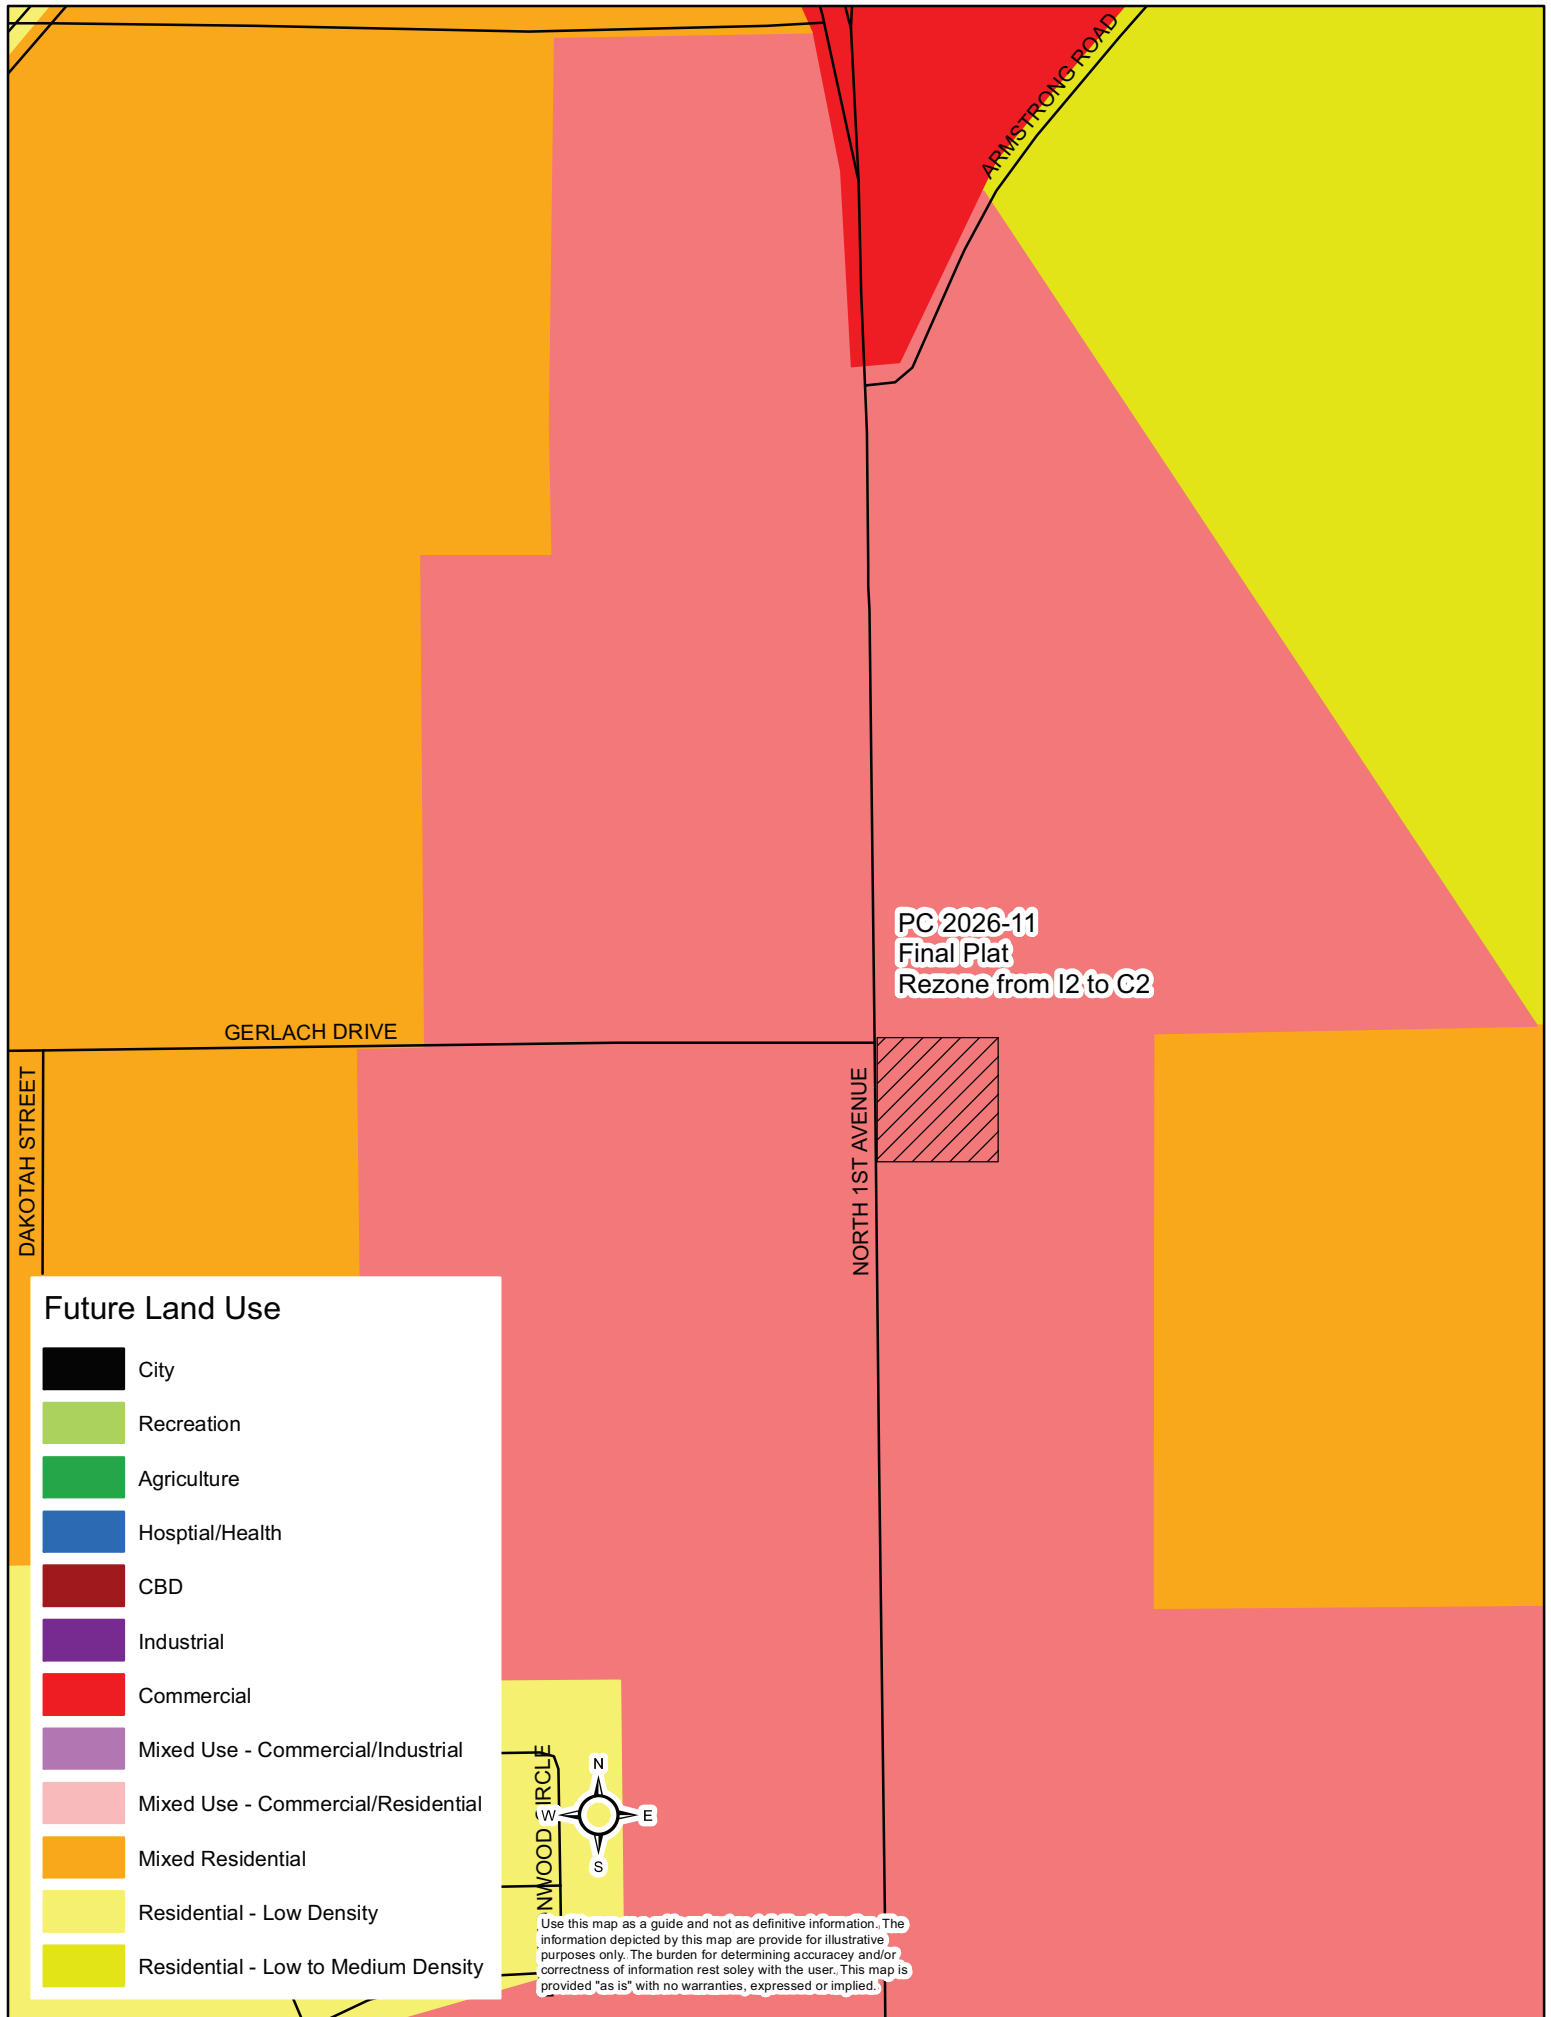 ARMSTRONG ROAD
PC 2026-11
Final Plat
Rezone from I2 to C2
GERLACH DRIVE
DAKOTAH STREET
NORTH 1ST AVENUE
Future Land Use
City
Recreation
Agriculture
Hosptial/Health
CBD
Industrial
Commercial
Mixed Use - Commercial/Industrial
Mixed Use - Commercial/Residential
Mixed Residential
Residential - Low Density
Residential - Low to Medium Density
NWOOD CIRCLE
N
W
E
S
Use this map as a guide and not as definitive information. The
information depicted by this map are provide for illustrative
purposes only. The burden for determining accuracey and/or
correctness of information rest soley with the user. This map is
provided "as is" with no warranties, expressed or implied.